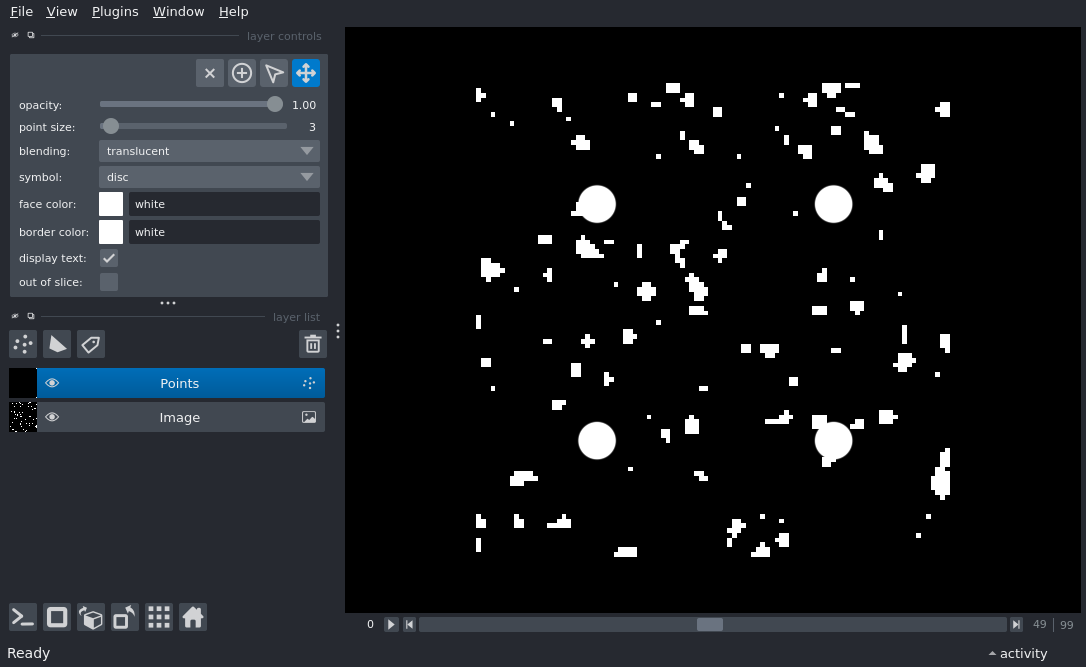 File View Plugins Window Help
layer controls
opacity: 1.00
point size: 3
blending: translucent
symbol: disc
face color: white
border color: white
display text:
out of slice:
layer list
Points
Image
0 49 99
Ready activity